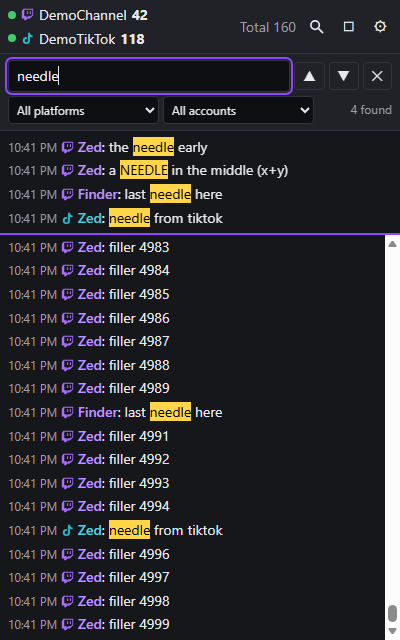 DemoChannel 42
DemoTikTok 118
Total 160
needle
All platforms
All accounts
4 found
10:41 PM Zed: the needle early
10:41 PM Zed: a NEEDLE in the middle (x+y)
10:41 PM Finder: last needle here
10:41 PM Zed: needle from tiktok
10:41 PM Zed: filler 4983
10:41 PM Zed: filler 4984
10:41 PM Zed: filler 4985
10:41 PM Zed: filler 4986
10:41 PM Zed: filler 4987
10:41 PM Zed: filler 4988
10:41 PM Zed: filler 4989
10:41 PM Finder: last needle here
10:41 PM Zed: filler 4991
10:41 PM Zed: filler 4992
10:41 PM Zed: filler 4993
10:41 PM Zed: filler 4994
10:41 PM Zed: needle from tiktok
10:41 PM Zed: filler 4996
10:41 PM Zed: filler 4997
10:41 PM Zed: filler 4998
10:41 PM Zed: filler 4999